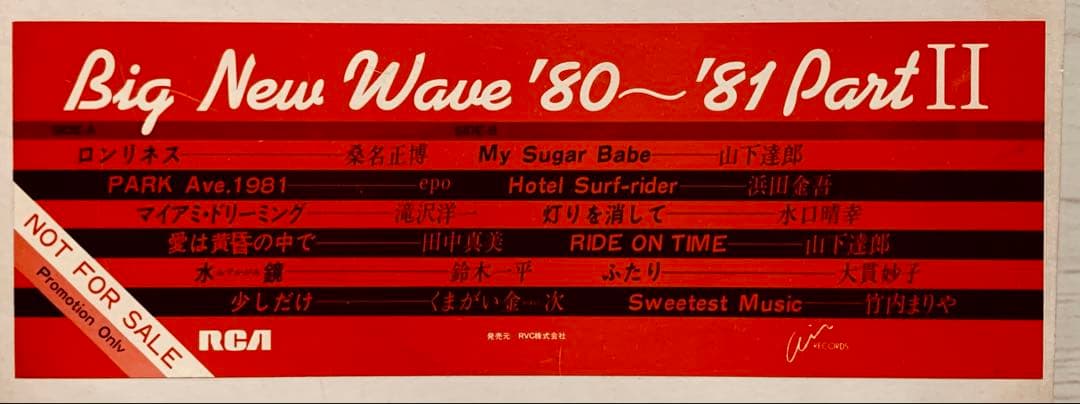 Big New Wave '80〜'81 Part II
SIDE A SIDE B
ロンリネス 桑名正博 My Sugar Babe 山下達郎
PARK Ave.1981 epo Hotel Surf-rider 浜田金吾
マイアミ・ドリーミング 滝沢洋一 灯りを消して 水口晴幸
愛は黄昏の中で 田中真美 RIDE ON TIME 山下達郎
水鏡 鈴木一平 ふたり 大貫妙子
少しだけ くまがい金…次 Sweetest Music 竹内まりや
NOT FOR SALE
Promotion Only
RCA 発売元 RVC株式会社 Air RECORDS